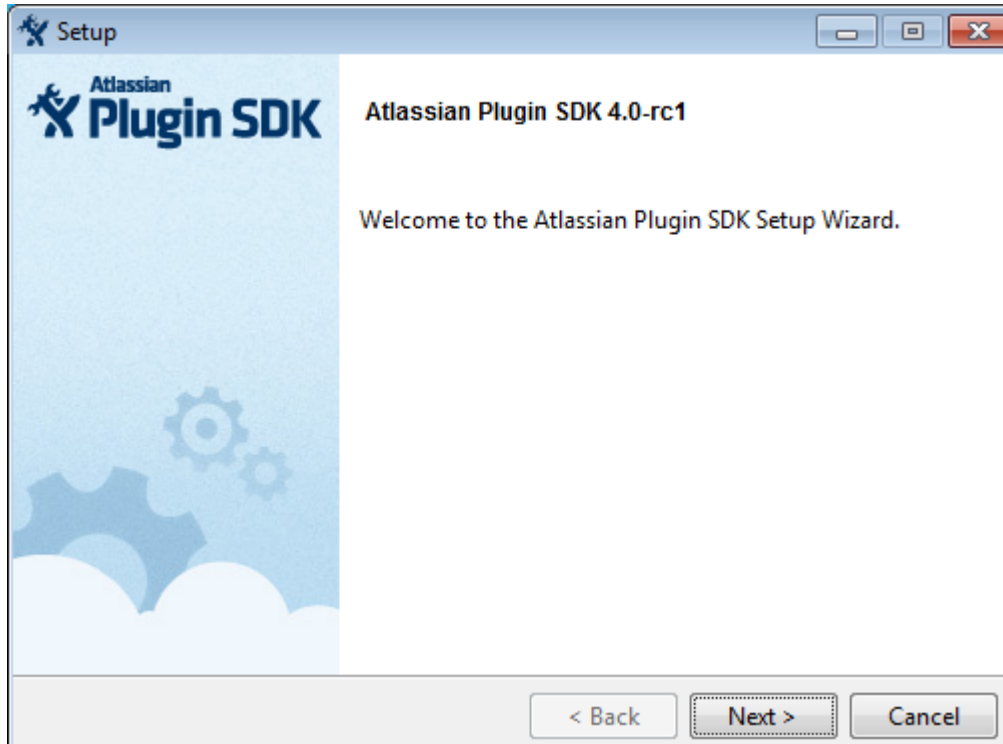 Setup
Atlassian
Plugin SDK
Atlassian Plugin SDK 4.0-rc1
Welcome to the Atlassian Plugin SDK Setup Wizard.
< Back
Next >
Cancel